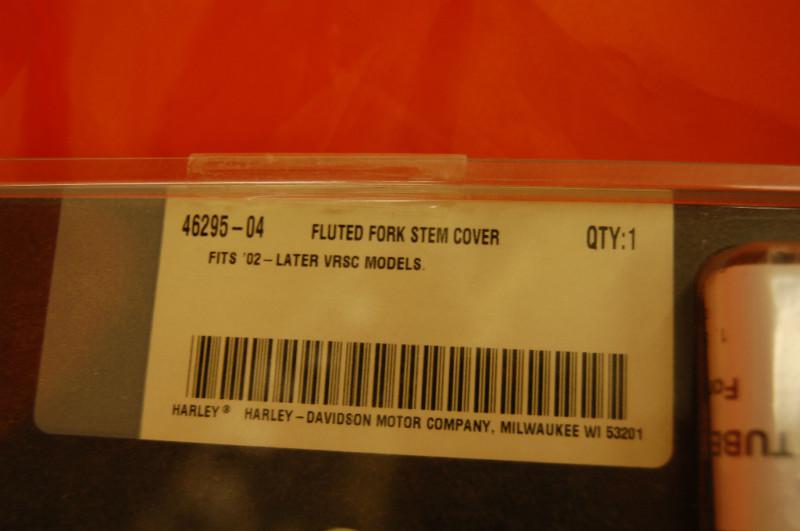 46295-04 FLUTED FORK STEM COVER QTY:1
FITS '02-LATER VRSC MODELS.
HARLEY® HARLEY-DAVIDSON MOTOR COMPANY, MILWAUKEE WI 53201
TUBE